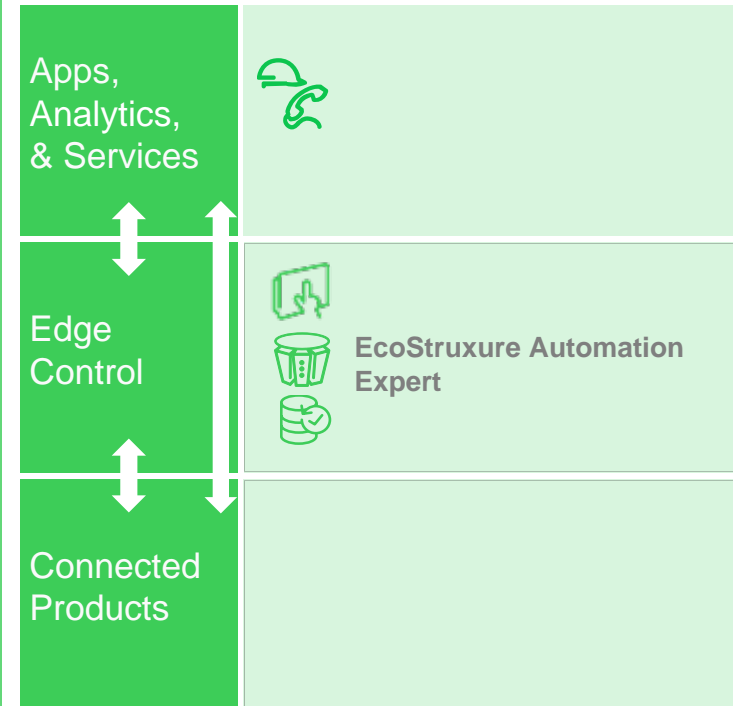 Apps,
Analytics,
& Services
Edge
Control
EcoStruxure Automation
Expert
Connected
Products